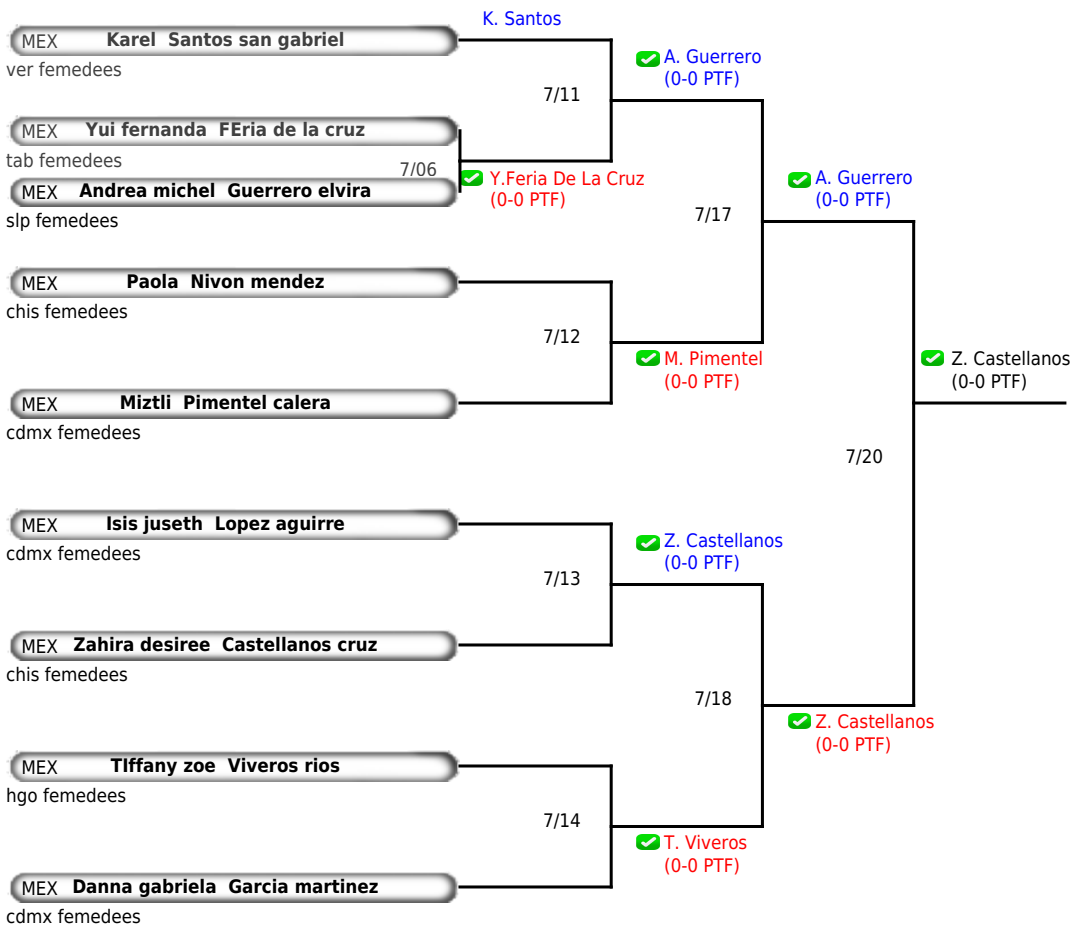 K. Santos
MEX Karel Santos san gabriel
ver femedees
A. Guerrero
(0-0 PTF)
7/11
MEX Yui fernanda FEria de la cruz
tab femedees
7/06
Y.Feria De La Cruz
(0-0 PTF)
MEX Andrea michel Guerrero elvira
slp femedees
A. Guerrero
(0-0 PTF)
7/17
MEX Paola Nivon mendez
chis femedees
7/12
M. Pimentel
(0-0 PTF)
Z. Castellanos
(0-0 PTF)
MEX Miztli Pimentel calera
cdmx femedees
7/20
MEX Isis juseth Lopez aguirre
cdmx femedees
Z. Castellanos
(0-0 PTF)
7/13
MEX Zahira desiree Castellanos cruz
chis femedees
7/18
Z. Castellanos
(0-0 PTF)
MEX TIffany zoe Viveros rios
hgo femedees
7/14
T. Viveros
(0-0 PTF)
MEX Danna gabriela Garcia martinez
cdmx femedees